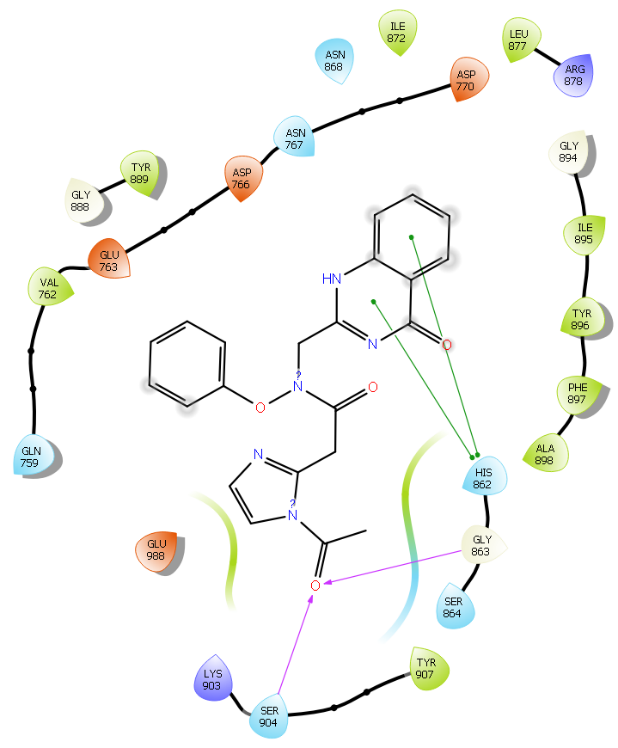 ILE
872
LEU
877
ASN
868
ASP
770
ARG
878
ASN
767
GLY
894
TYR
889
ASP
766
GLY
888
ILE
895
GLU
763
VAL
762
HN
N
O
TYR
896
2
N
O
O
PHE
897
GLN
759
N
ALA
898
HIS
862
2
N
GLU
988
GLY
863
O
SER
864
LYS
903
TYR
907
SER
904